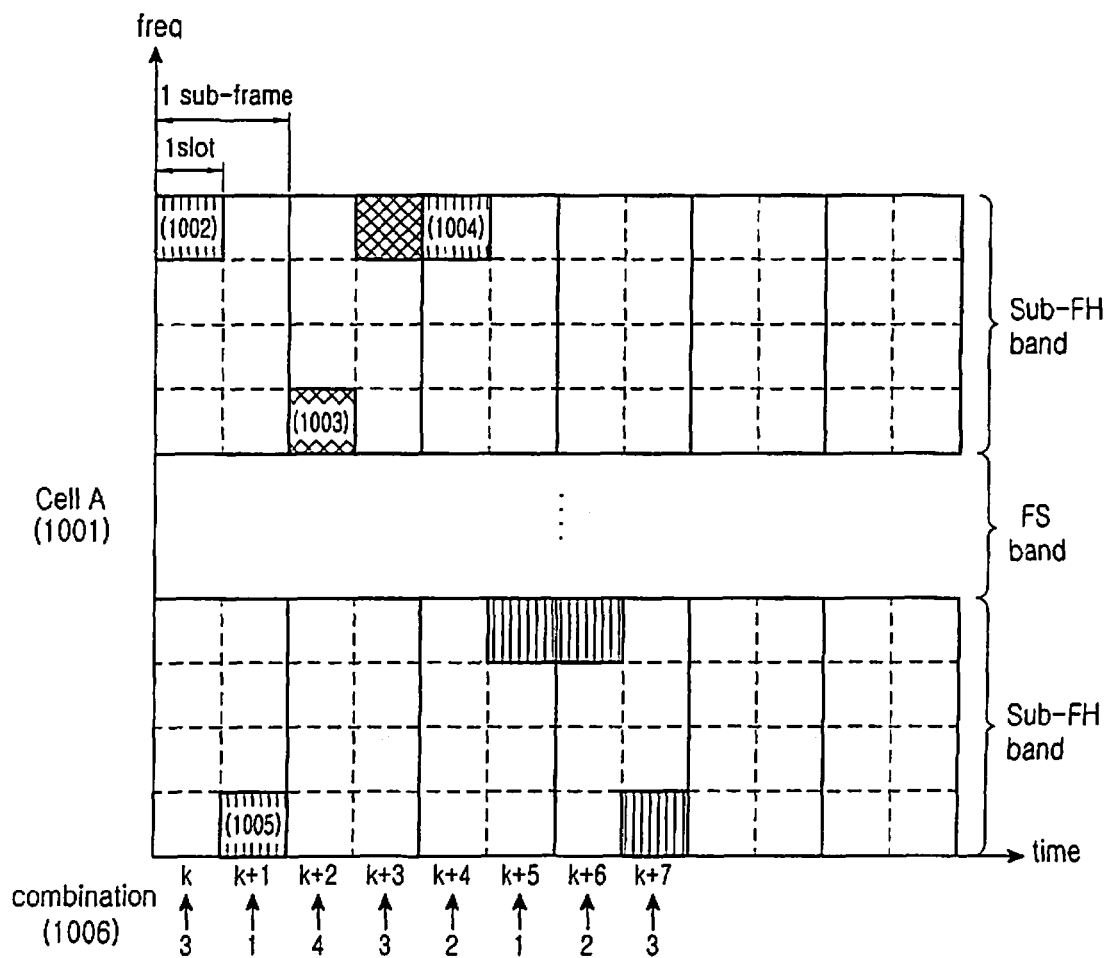 freq
1 sub-frame
1slot
(1002)
(1004)
(1003)
Sub-FH
band
Cell A
(1001)
FS
band
Sub-FH
band
(1005)
time
k k+1 k+2 k+3 k+4 k+5 k+6 k+7
combination
(1006)
3 1 4 3 2 1 2 3